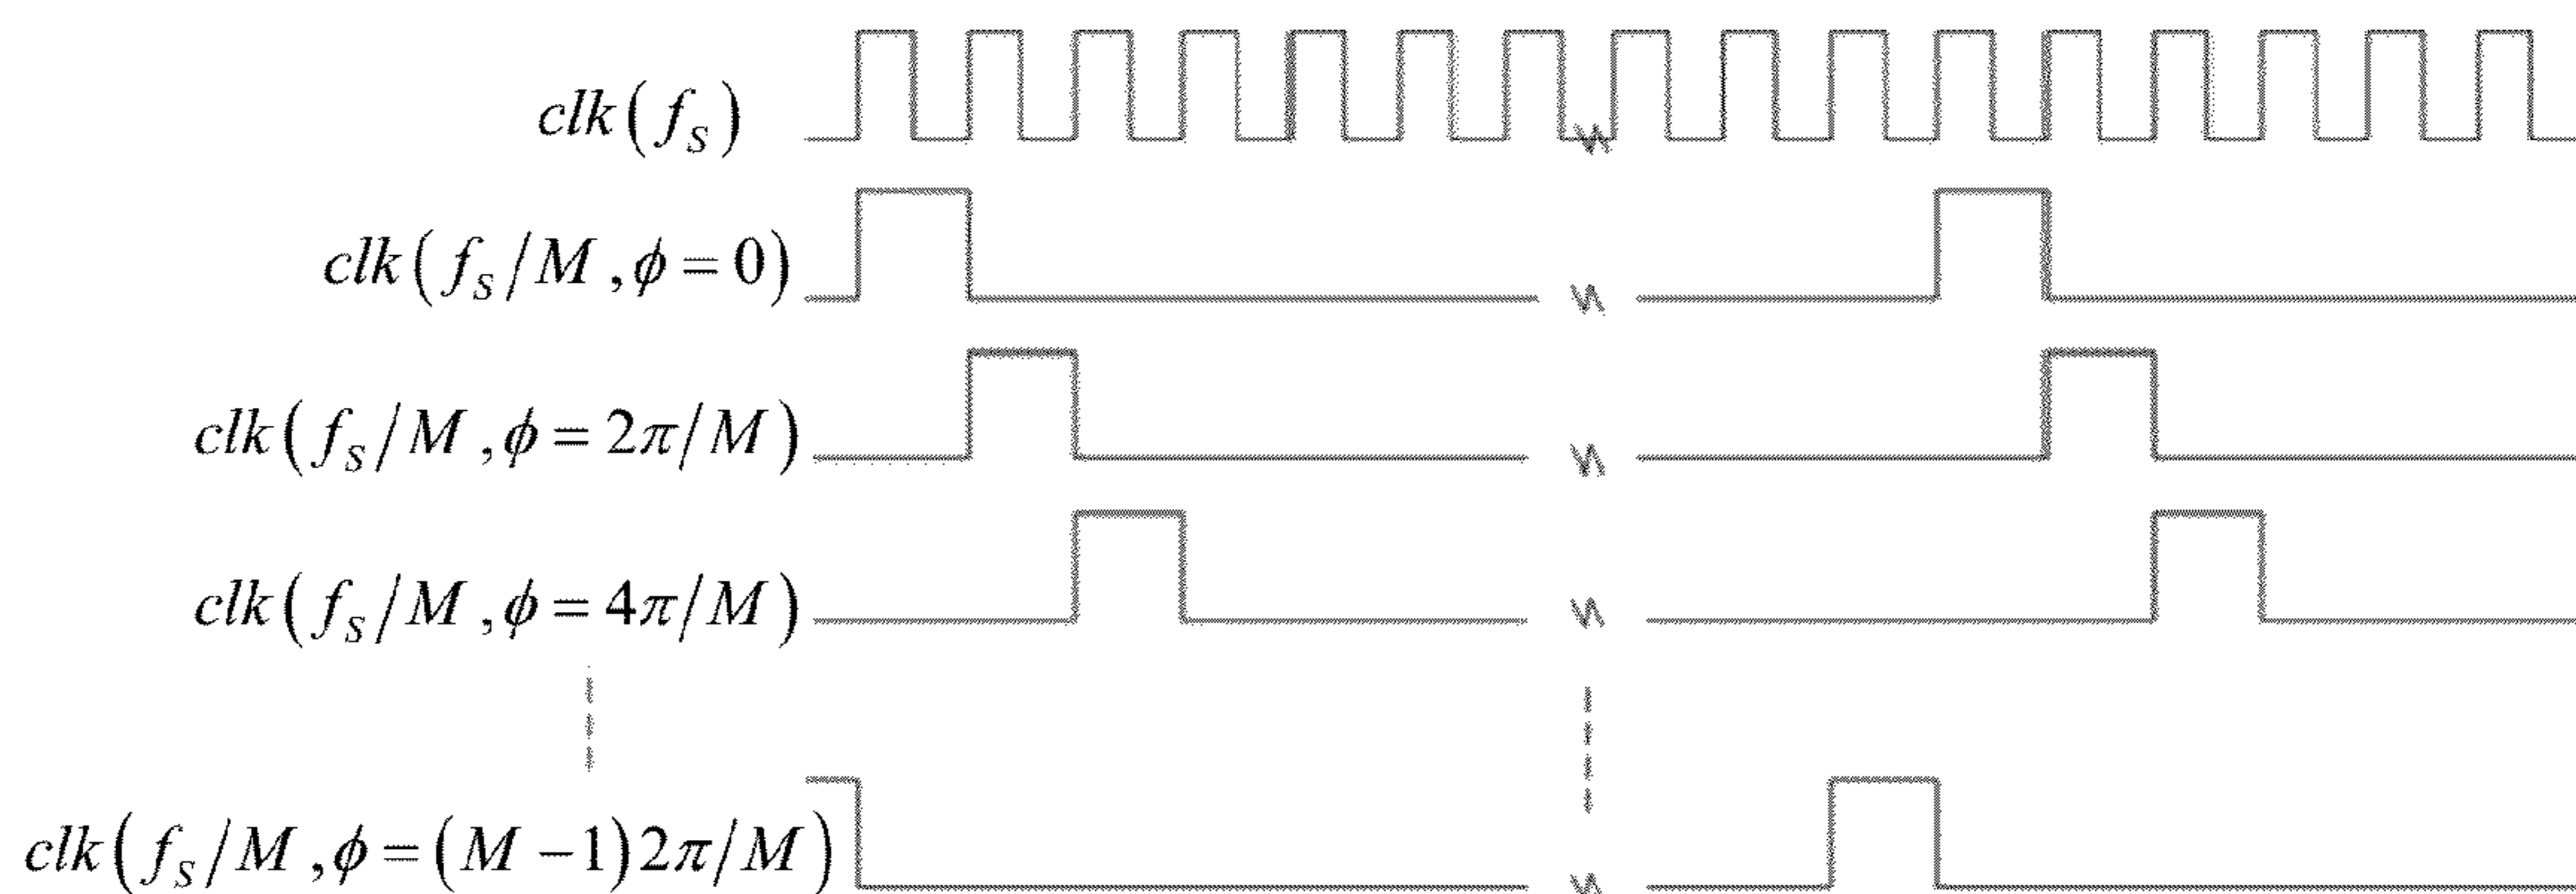 clk(f_S)
clk(f_s/M ,ϕ = 0)
clk(f_s/M ,ϕ = 2π/M)
clk(f_s/M ,ϕ = 4π/M)
clk(f_s/M ,ϕ = (M −1)2π/M)